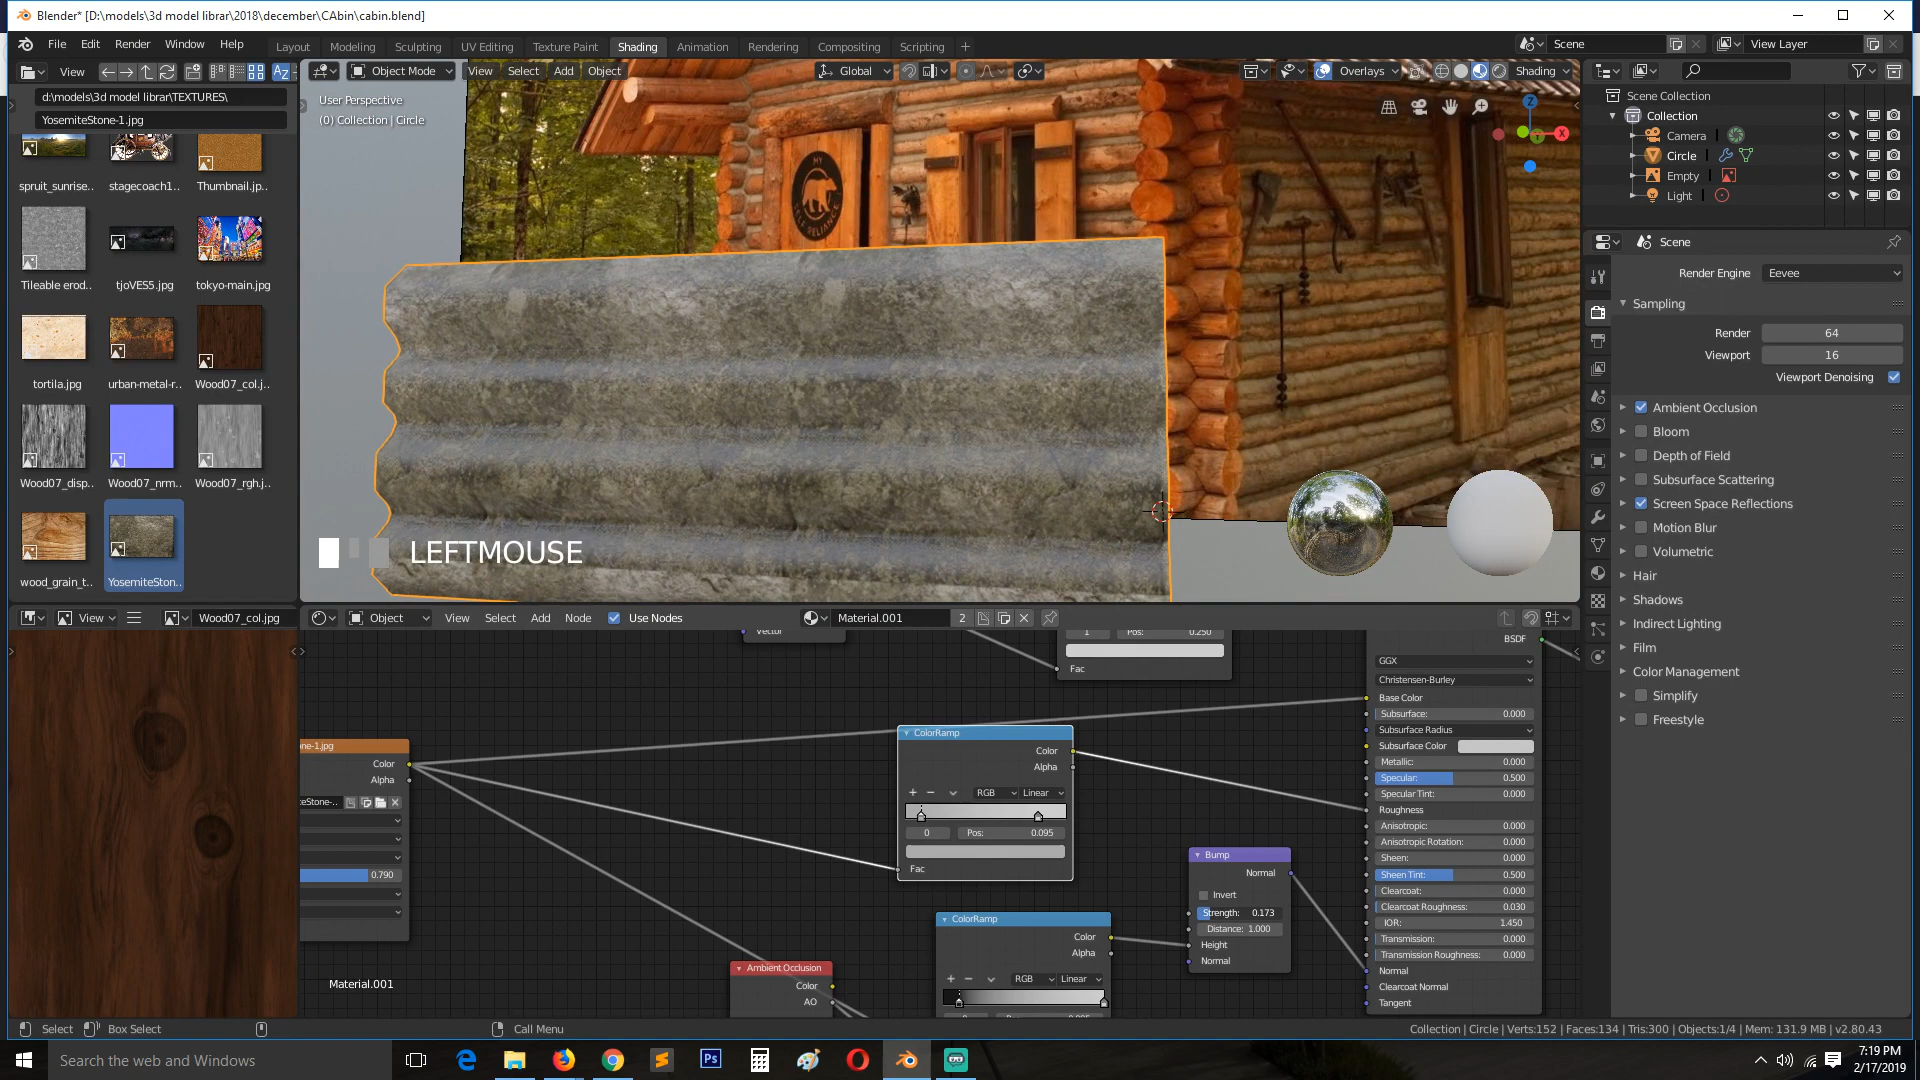 Blender* [D:\models\3d model librar\2018\december\CAbin\cabin.blend]
File Edit Render Window Help
Layout Modeling Sculpting UV Editing Texture Paint Shading Animation Rendering Compositing Scripting +
Scene
View Layer
View
d:\models\3d model librar\TEXTURES\
YosemiteStone-1.jpg
spruit_sunrise.. stagecoach1.. Thumbnail.jp..
Tileable erod.. tjoVES5.jpg tokyo-main.jpg
tortila.jpg urban-metal-r.. Wood07_col.j..
Wood07_disp.. Wood07_nrm.. Wood07_rgh.j..
wood_grain_t.. YosemiteSton..
Object Mode View Select Add Object
Global
Overlays
Shading
User Perspective
(0) Collection | Circle
MY
LEFTMOUSE
Scene Collection
Collection
Camera
Circle
Empty
Light
Scene
Render Engine Eevee
Sampling
Render 64
Viewport 16
Viewport Denoising
Ambient Occlusion
Bloom
Depth of Field
Subsurface Scattering
Screen Space Reflections
Motion Blur
Volumetric
Hair
Shadows
Indirect Lighting
Film
Color Management
Simplify
Freestyle
View
Wood07_col.jpg
Object View Select Add Node Use Nodes
Material.001 2
Vector
1 Pos: 0.250
Fac
ne-1.jpg
Color
Alpha
teStone-..
0.790
ColorRamp
Color
Alpha
RGB Linear
0 Pos: 0.095
Fac
ColorRamp
Color
Alpha
RGB Linear
Ambient Occlusion
Color
AO
Bump
Normal
Invert
Strength: 0.173
Distance: 1.000
Height
Normal
BSDF
GGX
Christensen-Burley
Base Color
Subsurface: 0.000
Subsurface Radius
Subsurface Color
Metallic: 0.000
Specular: 0.500
Specular Tint: 0.000
Roughness
Anisotropic: 0.000
Anisotropic Rotation: 0.000
Sheen: 0.000
Sheen Tint: 0.500
Clearcoat: 0.000
Clearcoat Roughness: 0.030
IOR: 1.450
Transmission: 0.000
Transmission Roughness: 0.000
Normal
Clearcoat Normal
Tangent
Material.001
Select Box Select Call Menu
Collection | Circle | Verts:152 | Faces:134 | Tris:300 | Objects:1/4 | Mem: 131.9 MB | v2.80.43
Search the web and Windows
7:19 PM
2/17/2019